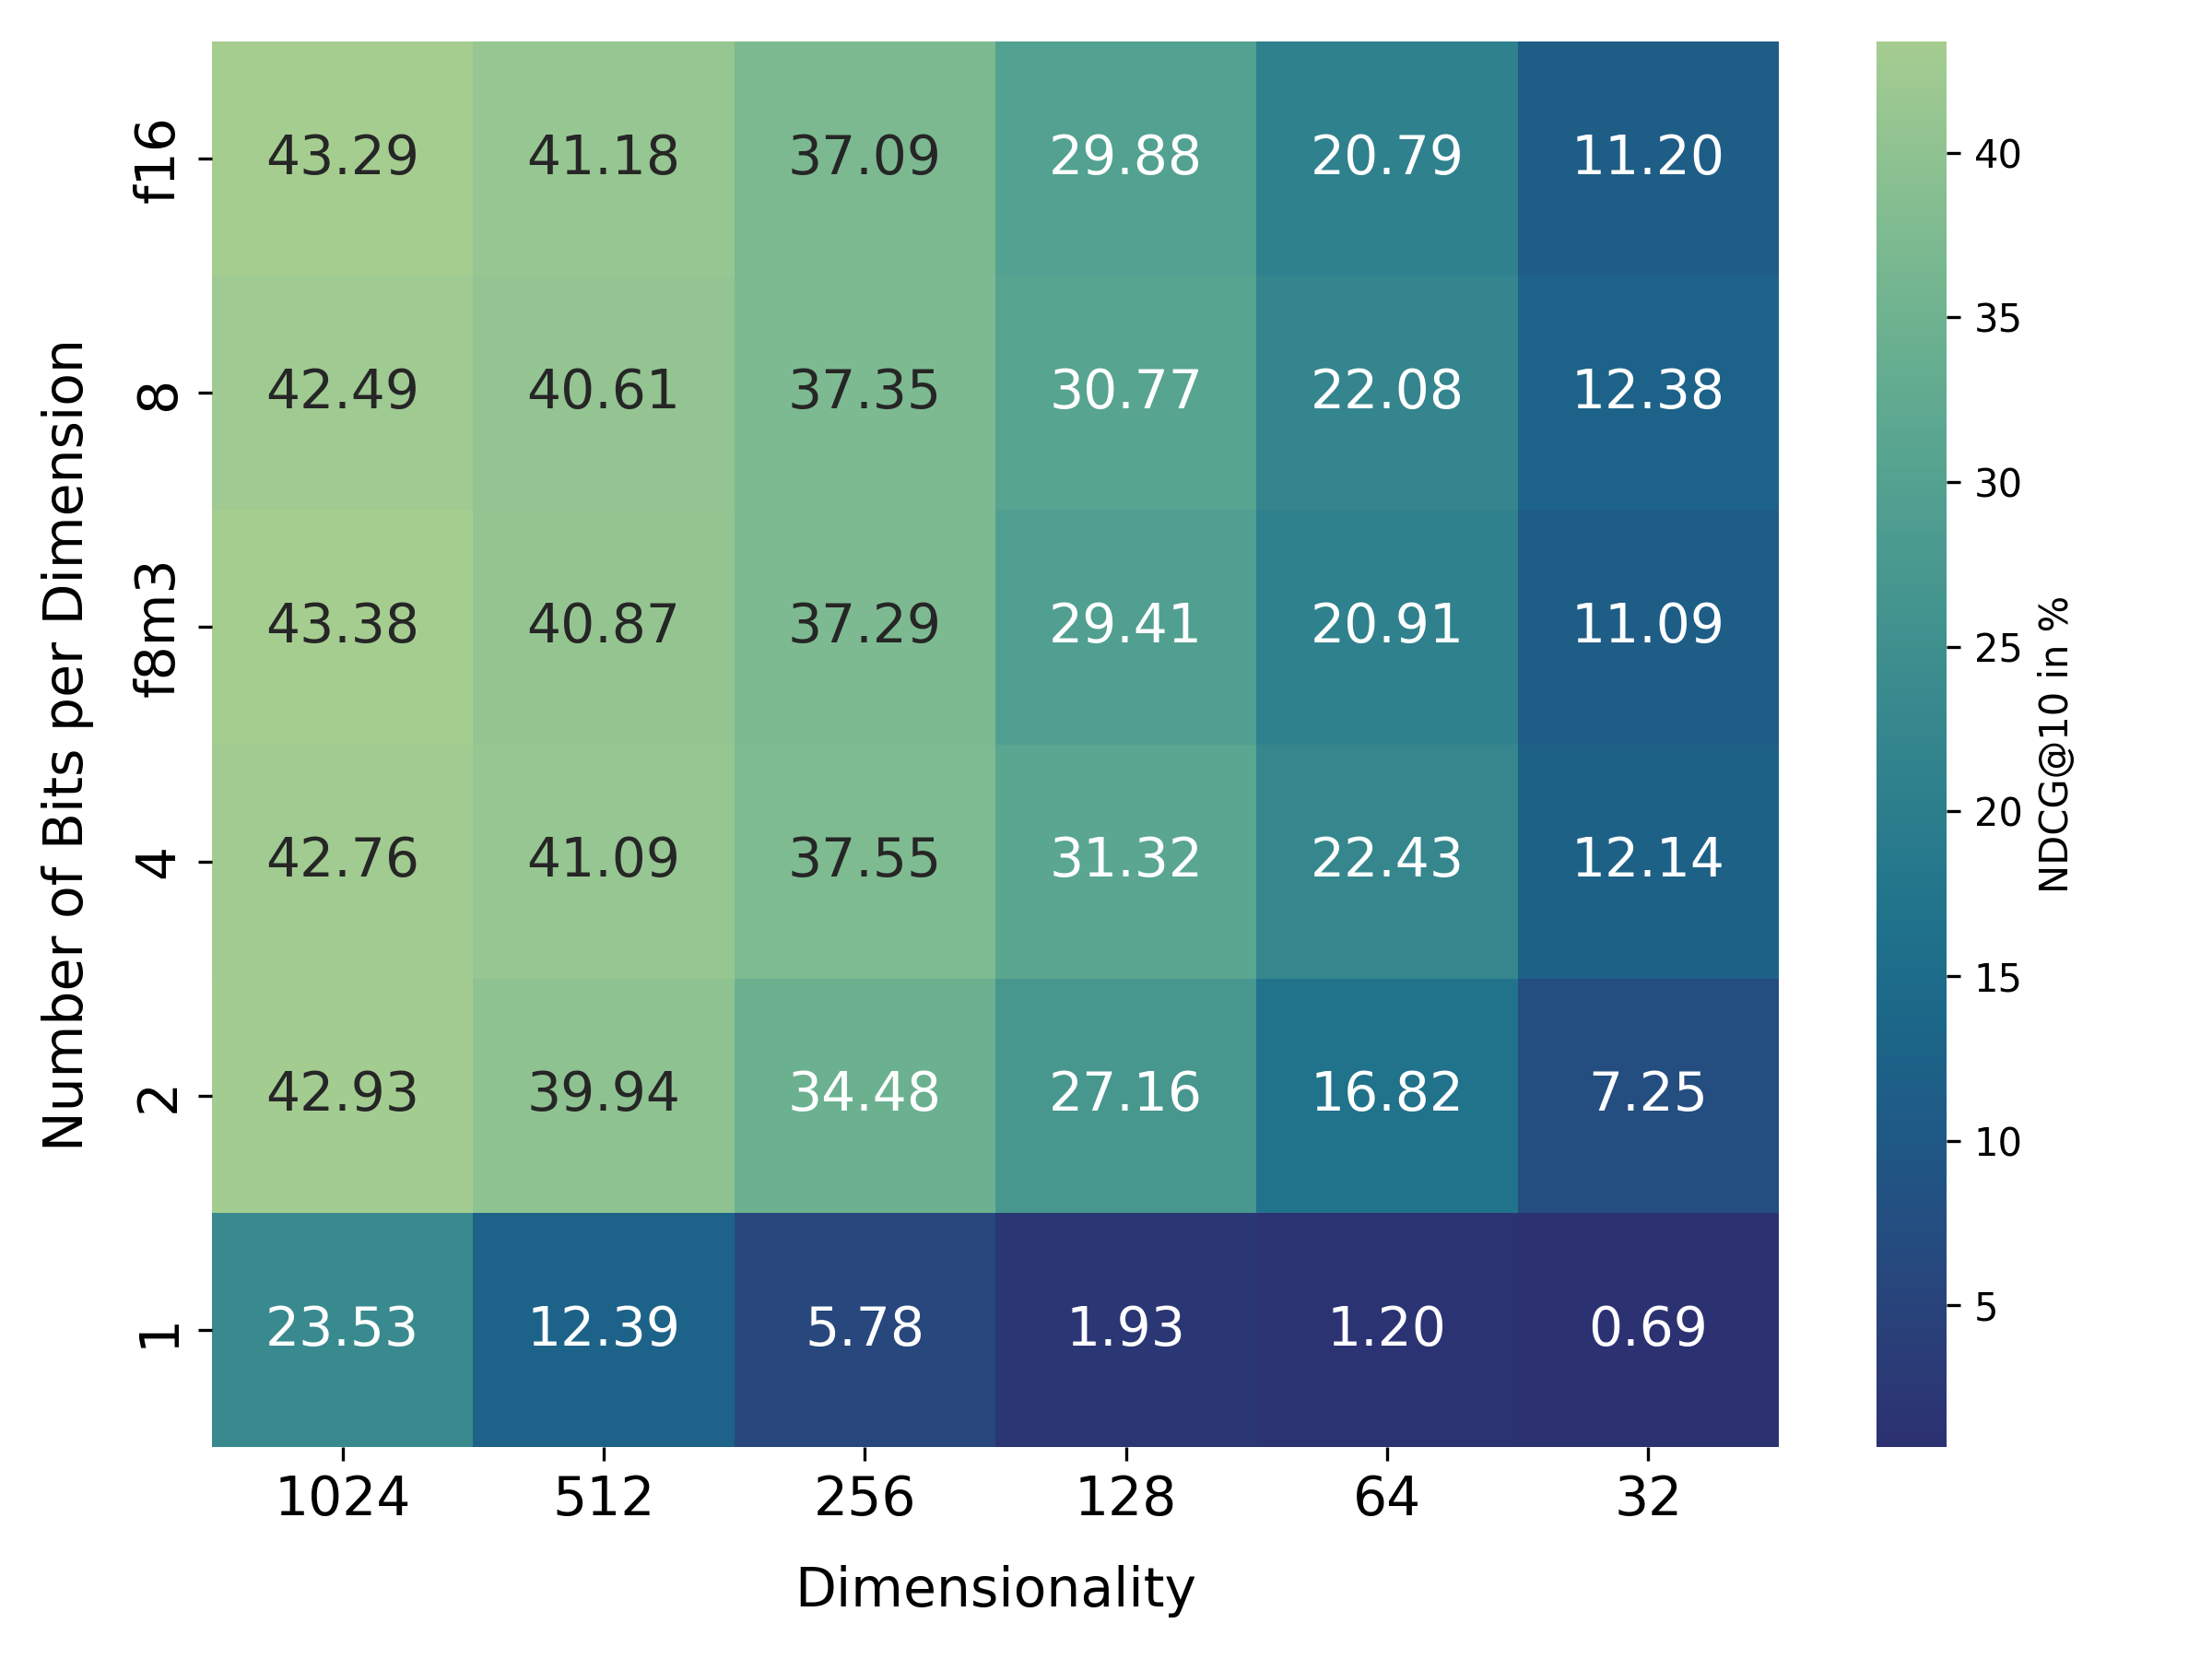 Number of Bits per Dimension
f16 43.29 41.18 37.09 29.88 20.79 11.20
8 42.49 40.61 37.35 30.77 22.08 12.38
f8m3 43.38 40.87 37.29 29.41 20.91 11.09
4 42.76 41.09 37.55 31.32 22.43 12.14
2 42.93 39.94 34.48 27.16 16.82 7.25
1 23.53 12.39 5.78 1.93 1.20 0.69
1024 512 256 128 64 32
Dimensionality
40
35
30
25
20
15
10
5
NDCG@10 in %